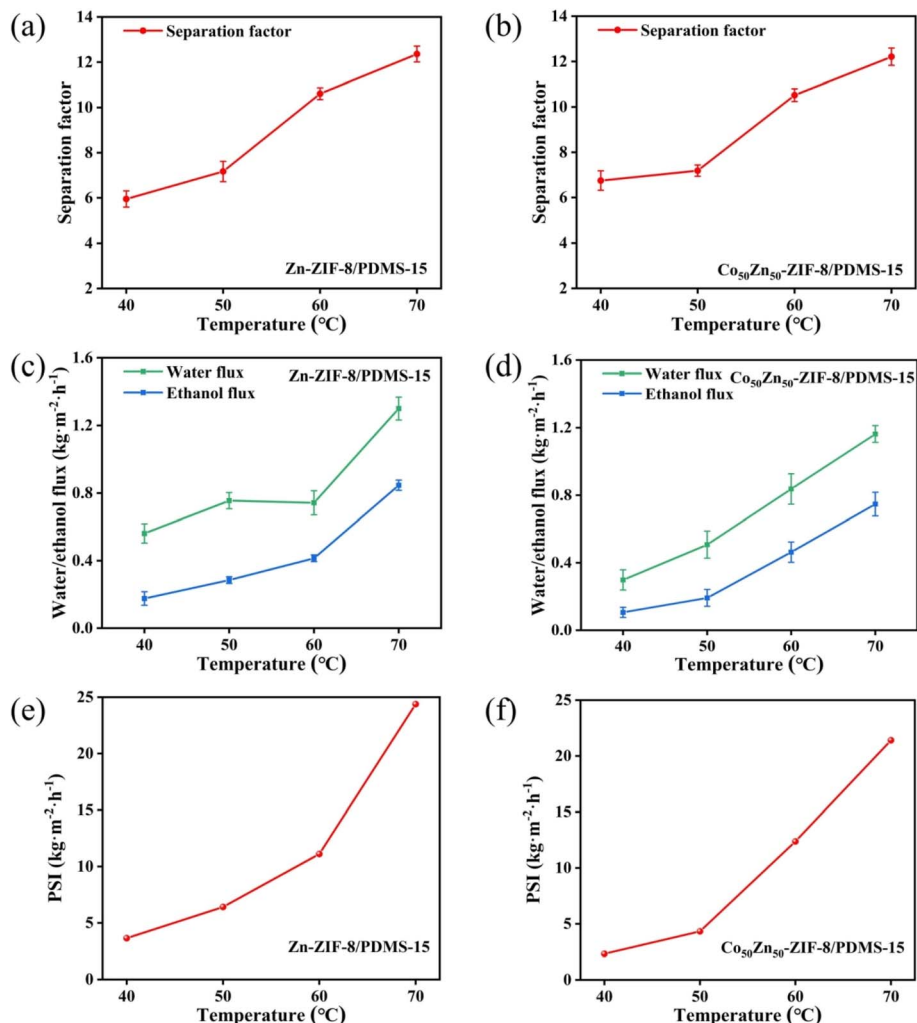 (a)
Separation factor
14
12
10
8
6
4
2
Separation factor
Zn-ZIF-8/PDMS-15
40 50 60 70
Temperature (℃)
(b)
Separation factor
14
12
10
8
6
4
2
Separation factor
Co₅₀Zn₅₀-ZIF-8/PDMS-15
40 50 60 70
Temperature (℃)
(c)
Water/ethanol flux (kg·m⁻²·h⁻¹)
1.6
1.2
0.8
0.4
0.0
Water flux
Ethanol flux
Zn-ZIF-8/PDMS-15
40 50 60 70
Temperature (℃)
(d)
Water/ethanol flux (kg·m⁻²·h⁻¹)
1.6
1.2
0.8
0.4
0.0
Water flux
Ethanol flux
Co₅₀Zn₅₀-ZIF-8/PDMS-15
40 50 60 70
Temperature (℃)
(e)
PSI (kg·m⁻²·h⁻¹)
25
20
15
10
5
0
Zn-ZIF-8/PDMS-15
40 50 60 70
Temperature (℃)
(f)
PSI (kg·m⁻²·h⁻¹)
25
20
15
10
5
0
Co₅₀Zn₅₀-ZIF-8/PDMS-15
40 50 60 70
Temperature (℃)